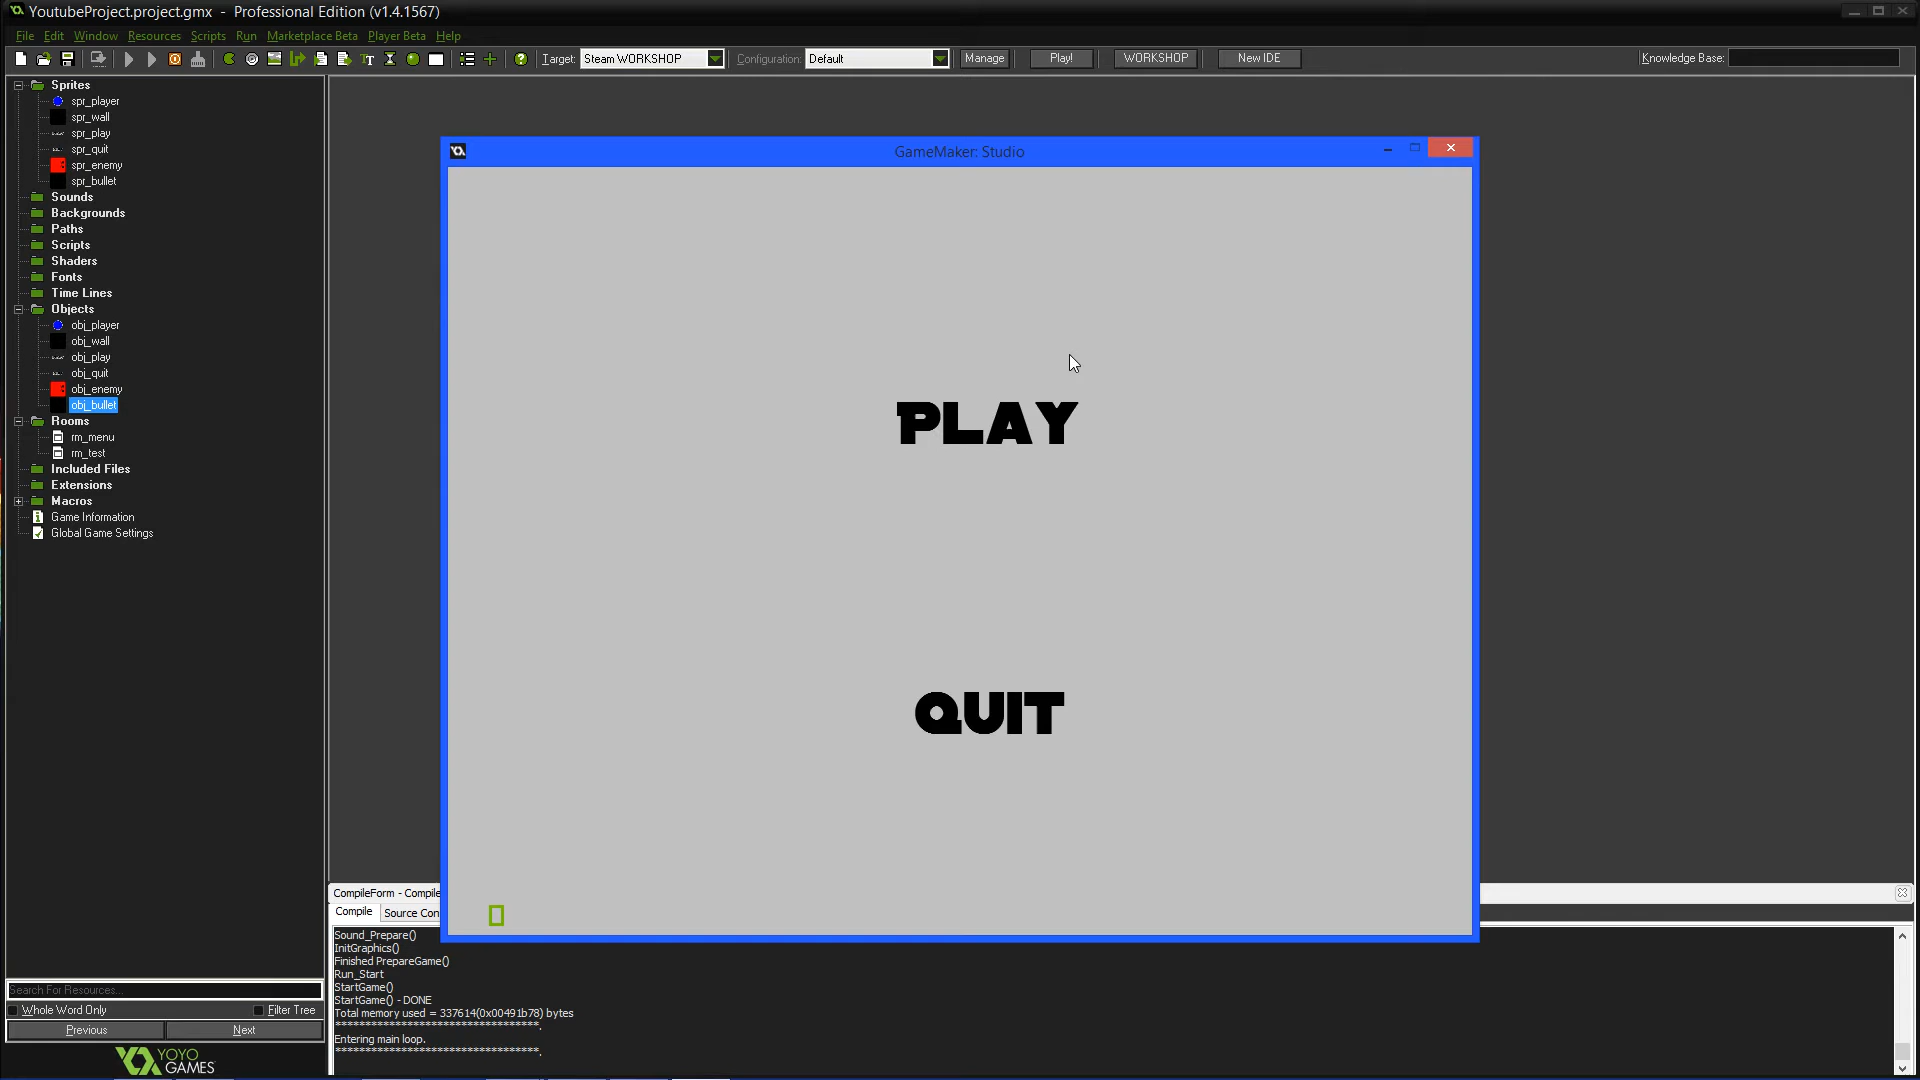 YoutubeProject.project.gmx - Professional Edition (v1.4.1567)
File Edit Window Resources Scripts Run Marketplace Beta Player Beta Help
Target: Steam WORKSHOP Configuration: Default Manage Play! WORKSHOP New IDE Knowledge Base:
Sprites
spr_player
spr_wall
spr_play
spr_quit
spr_enemy
spr_bullet
Sounds
Backgrounds
Paths
Scripts
Shaders
Fonts
Time Lines
Objects
obj_player
obj_wall
obj_play
obj_quit
obj_enemy
obj_bullet
Rooms
rm_menu
rm_test
Included Files
Extensions
Macros
Game Information
Global Game Settings
Search For Resources...
Whole Word Only Filter Tree
Previous Next
YOYO
GAMES
GameMaker: Studio
PLAY
QUIT
CompileForm - Compile
Compile Source Con
Sound_Prepare()
InitGraphics()
Finished PrepareGame()
Run_Start
StartGame()
StartGame() - DONE
Total memory used = 337614(0x00491b78) bytes
**********************************.
Entering main loop.
**********************************.